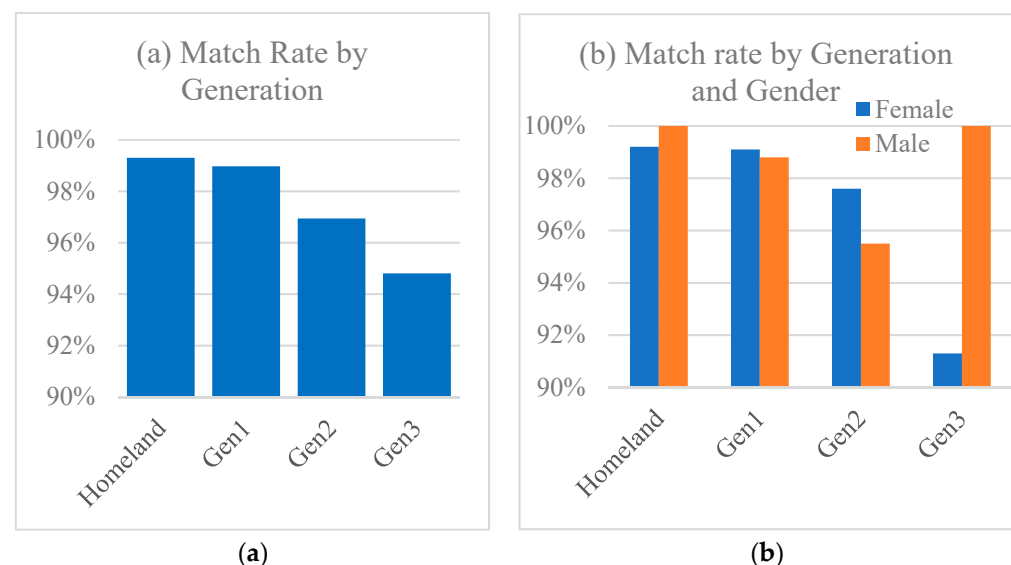 (a) Match Rate by
Generation
100%
98%
96%
94%
92%
90%
Homeland
Gen1
Gen2
Gen3
(a)
(b) Match rate by Generation
and Gender
Female
Male
100%
98%
96%
94%
92%
90%
Homeland
Gen1
Gen2
Gen3
(b)